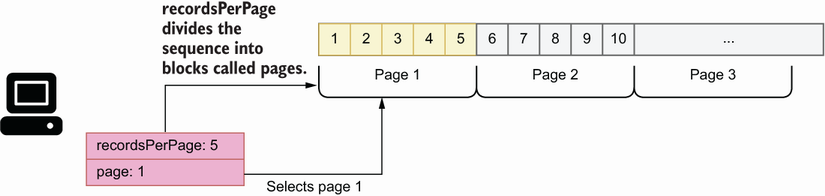 recordsPerPage
divides the
sequence into
blocks called pages.
1 2 3 4 5 6 7 8 9 10 ...
Page 1 Page 2 Page 3
recordsPerPage: 5
page: 1
Selects page 1